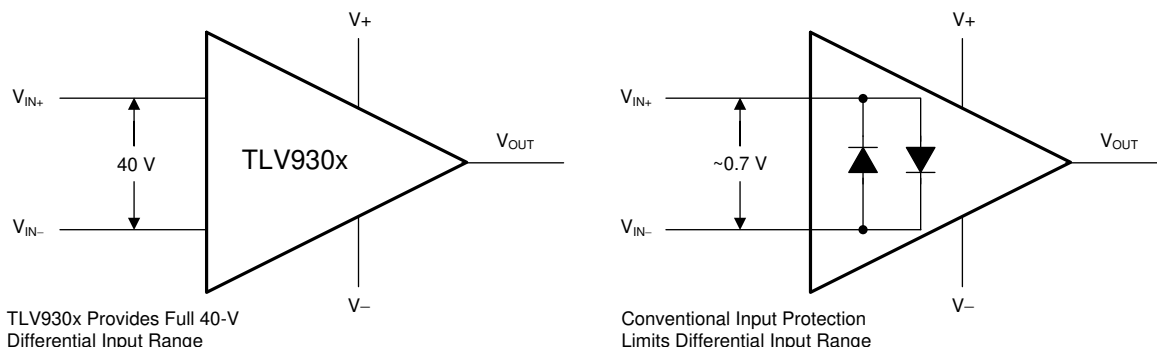 V+
V+
VIN+
VIN+
40 V
TLV930x
VOUT
~0.7 V
VOUT
VIN–
VIN–
V–
V–
TLV930x Provides Full 40-V
Differential Input Range
Conventional Input Protection
Limits Differential Input Range